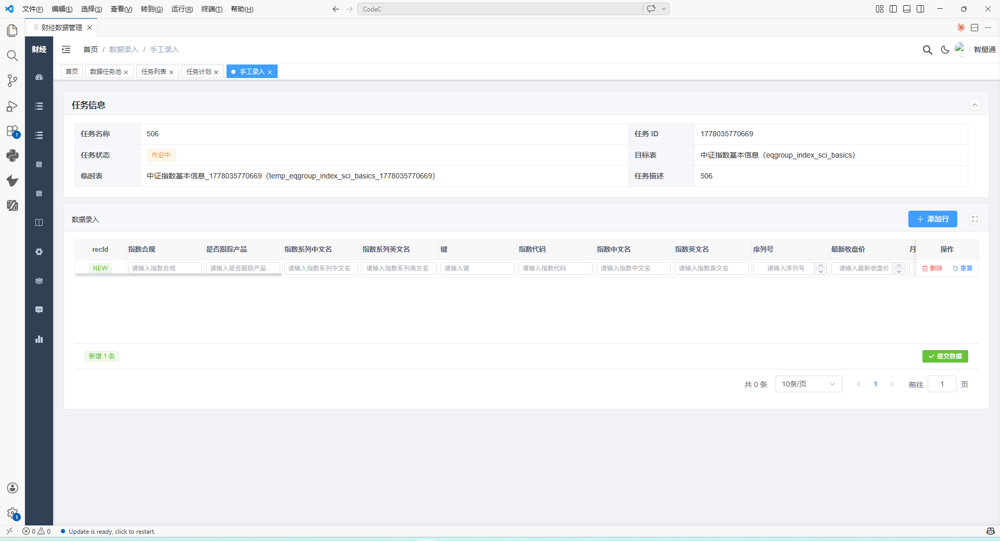 文件(F) 编辑(E) 选择(S) 查看(V) 转到(G) 运行(R) 终端(T) 帮助(H) CodeC
财经数据管理
财经 首页 / 数据录入 / 手工录入 智量通
首页 数据任务池 任务列表 任务计划 手工录入
任务信息
任务名称 506 任务 ID 1778035770669
任务状态 作业中 目标表 中证指数基本信息（eqgroup_index_sci_basics）
临时表 中证指数基本信息_1778035770669（temp_eqgroup_index_sci_basics_1778035770669） 任务描述 506
数据录入 添加行
recId 指数合规 是否跟踪产品 指数系列中文名 指数系列英文名 键 指数代码 指数中文名 指数英文名 序列号 最新收盘价 月 操作
NEW 请输入指数合规 请输入是否跟踪产品 请输入指数系列中文名 请输入指数系列英文名 请输入键 请输入指数代码 请输入指数中文名 请输入指数英文名 请输入序列号 请输入最新收盘价 删除 重置
新增 1 条 提交数据
共 0 条 10条/页 1 前往 1 页
1
1
0 0 Update is ready, click to restart.